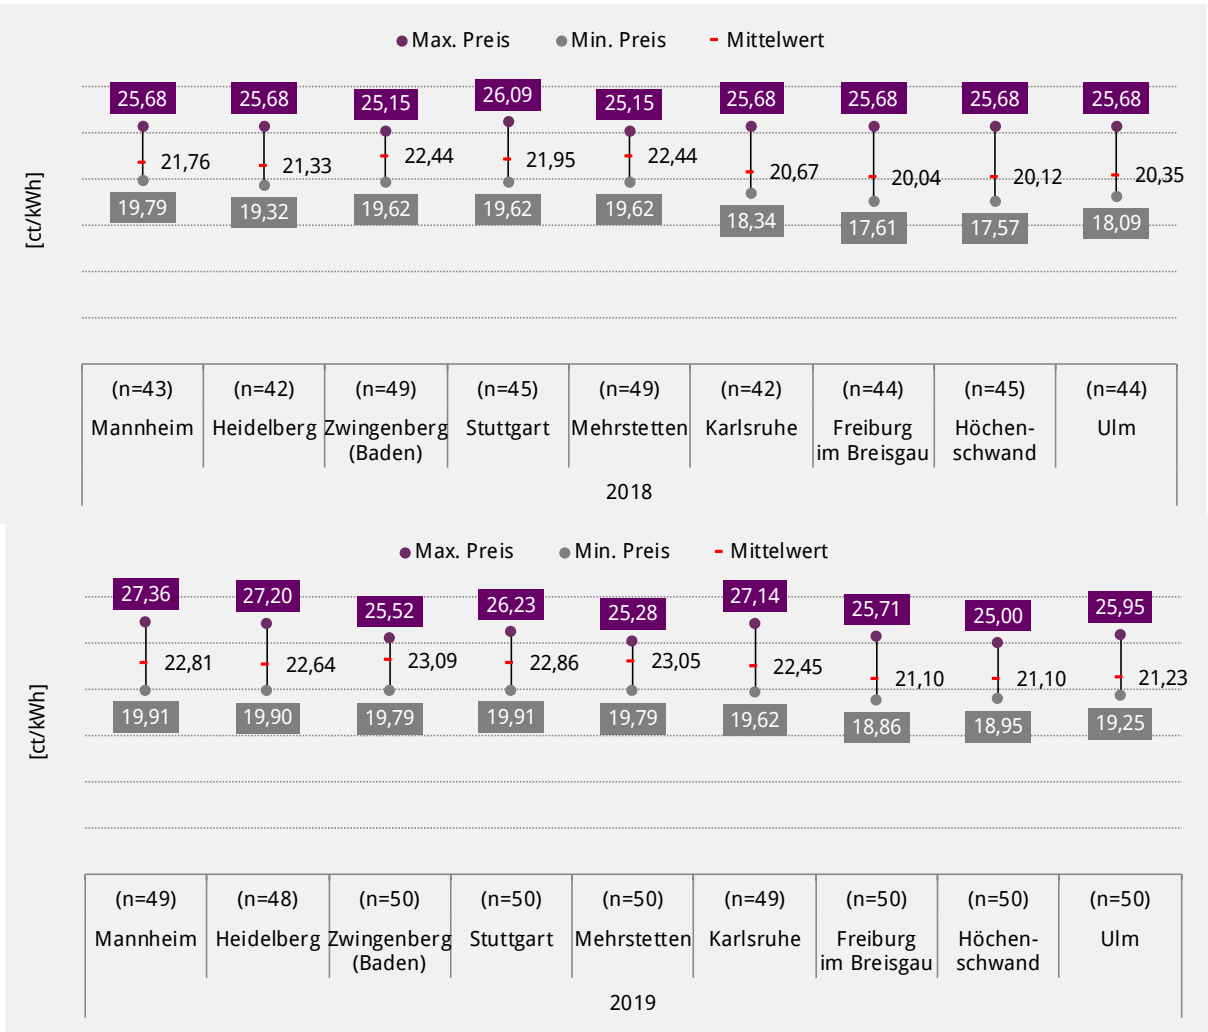 Max. Preis Min. Preis Mittelwert
25,68 25,68 25,15 26,09 25,15 25,68 25,68 25,68 25,68
21,76 21,33 22,44 21,95 22,44 20,67 20,04 20,12 20,35
19,79 19,32 19,62 19,62 19,62 18,34 17,61 17,57 18,09
[ct/kWh]
(n=43) (n=42) (n=49) (n=45) (n=49) (n=42) (n=44) (n=45) (n=44)
Mannheim Heidelberg Zwingenberg Stuttgart Mehrstetten Karlsruhe Freiburg Höchen- Ulm
(Baden) im Breisgau schwand
2018
Max. Preis Min. Preis Mittelwert
27,36 27,20 25,52 26,23 25,28 27,14 25,71 25,00 25,95
22,81 22,64 23,09 22,86 23,05 22,45 21,10 21,10 21,23
19,91 19,90 19,79 19,91 19,79 19,62 18,86 18,95 19,25
[ct/kWh]
(n=49) (n=48) (n=50) (n=50) (n=50) (n=49) (n=50) (n=50) (n=50)
Mannheim Heidelberg Zwingenberg Stuttgart Mehrstetten Karlsruhe Freiburg Höchen- Ulm
(Baden) im Breisgau schwand
2019